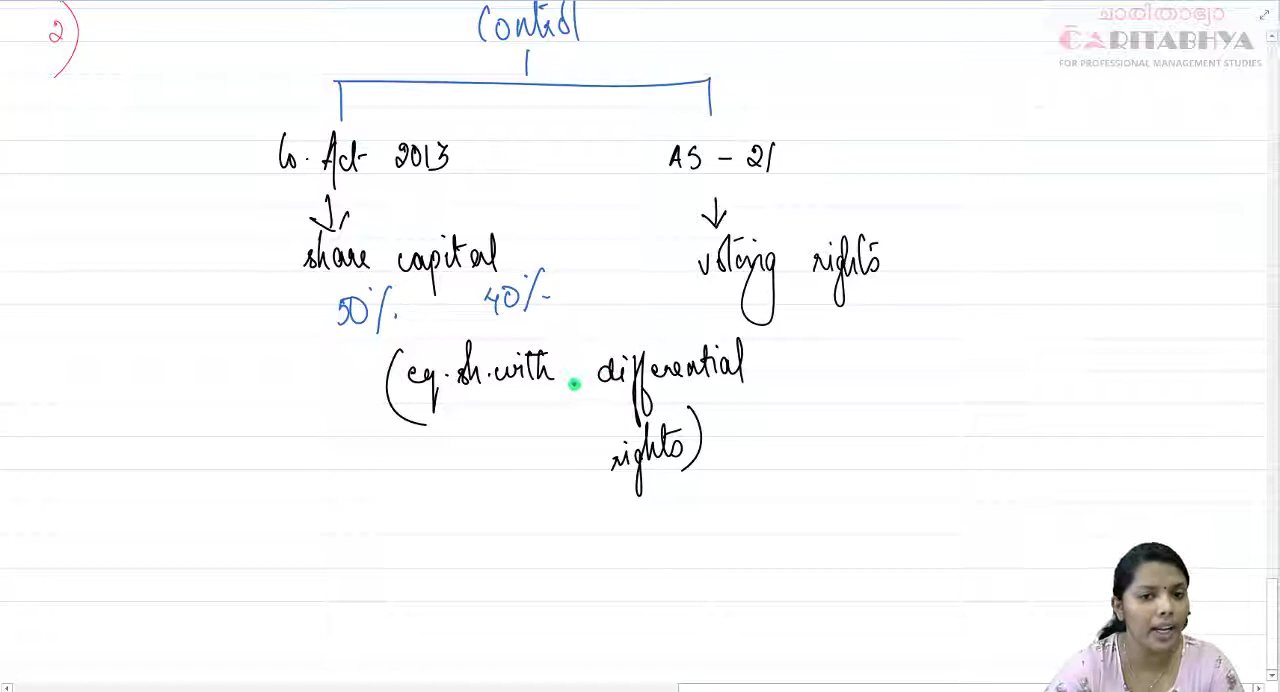 2)
Control
ചാരിതാഭ്യാ
CARITABHYA
FOR PROFESSIONAL MANAGEMENT STUDIES
Co. Act 2013
AS - 21
share capital
voting rights
50%. 40%
(eq. sh. with differential
rights)